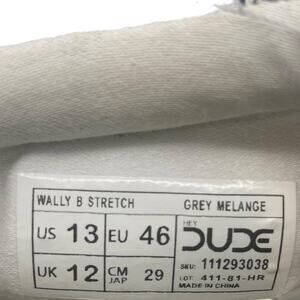 WALLY B STRETCH GREY MELANGE
US 13 EU 46 HEY
DUDE
UK 12 CM JAP 29 SKU: 111293038
LOT: 411-81-HR
MADE IN CHINA